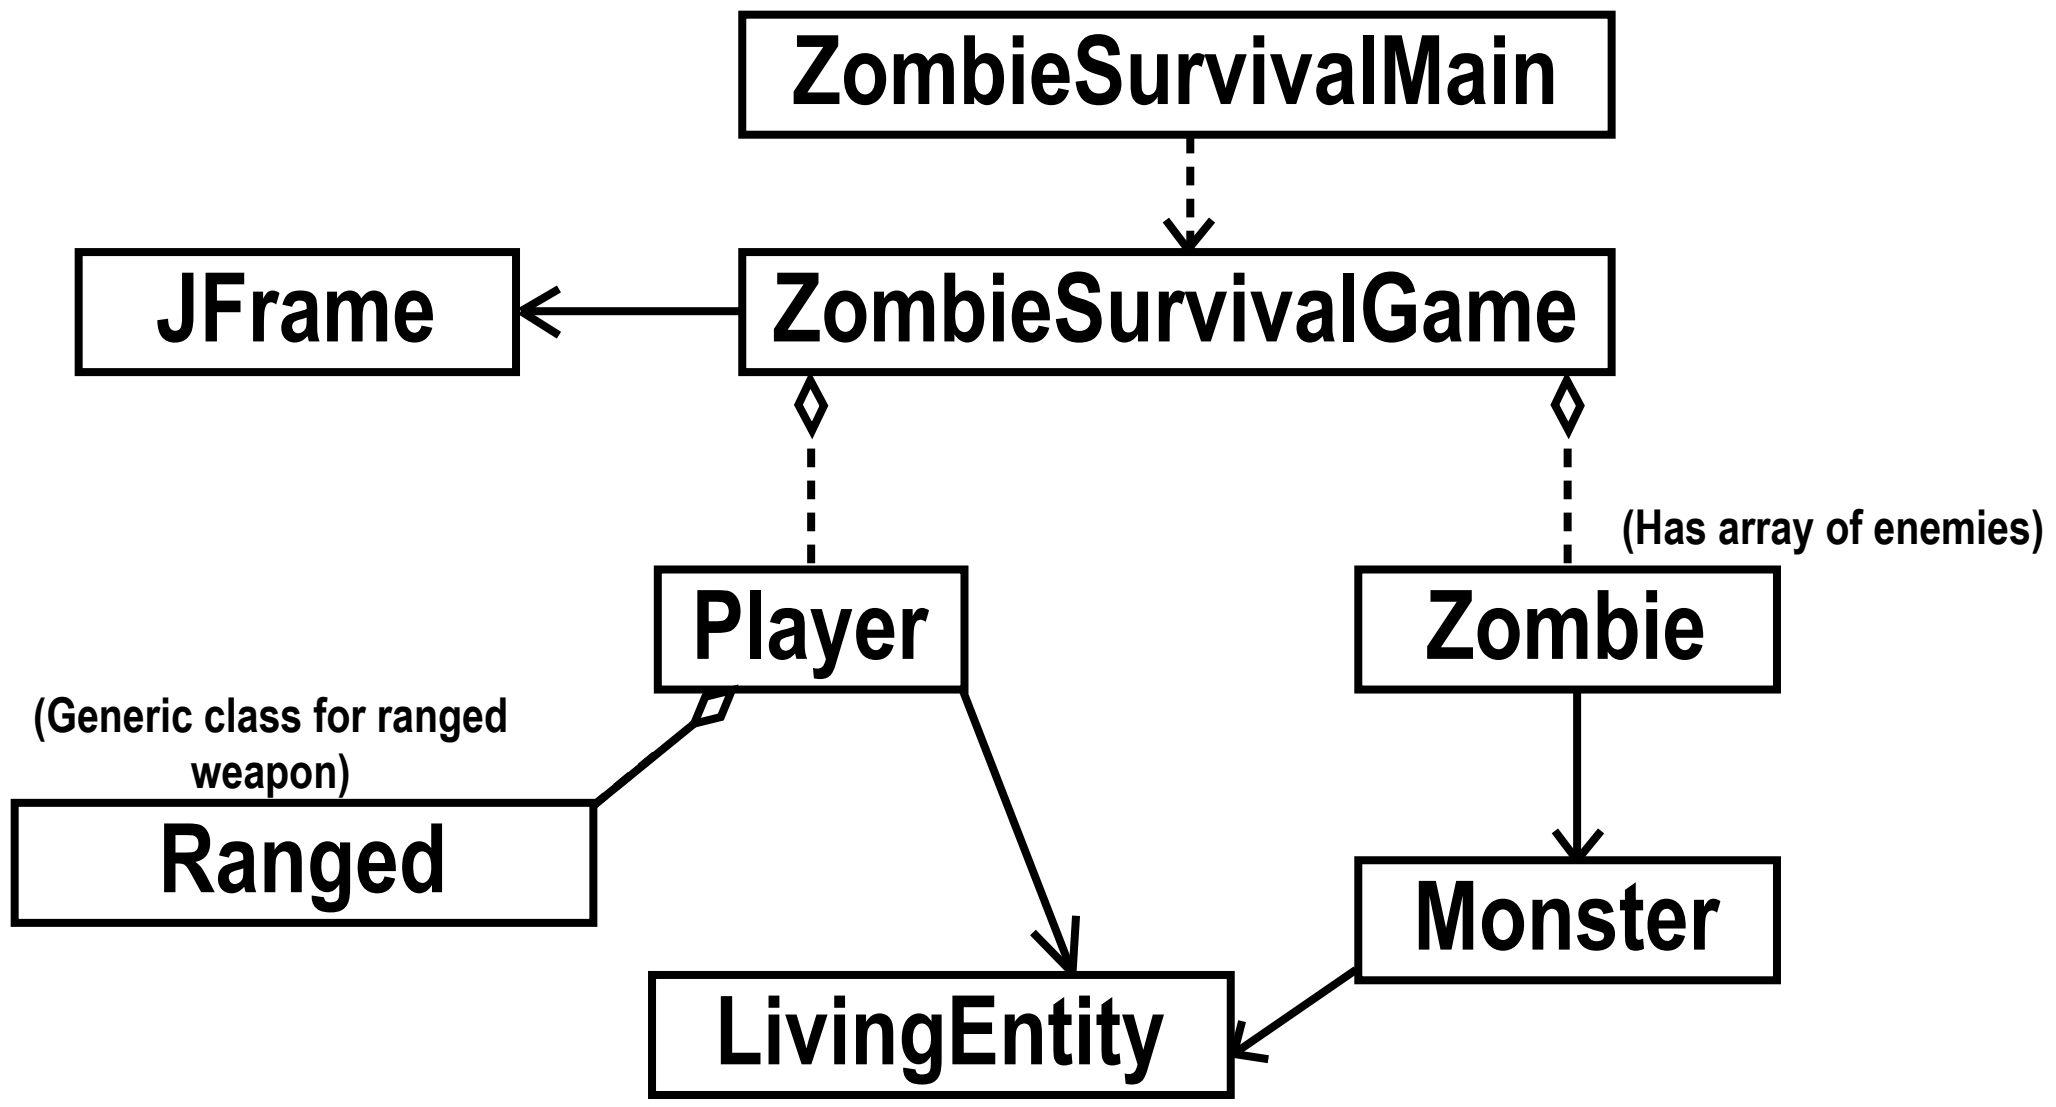 ZombieSurvivalMain
JFrame
ZombieSurvivalGame
(Has array of enemies)
Player
Zombie
(Generic class for ranged
weapon)
Ranged
Monster
LivingEntity